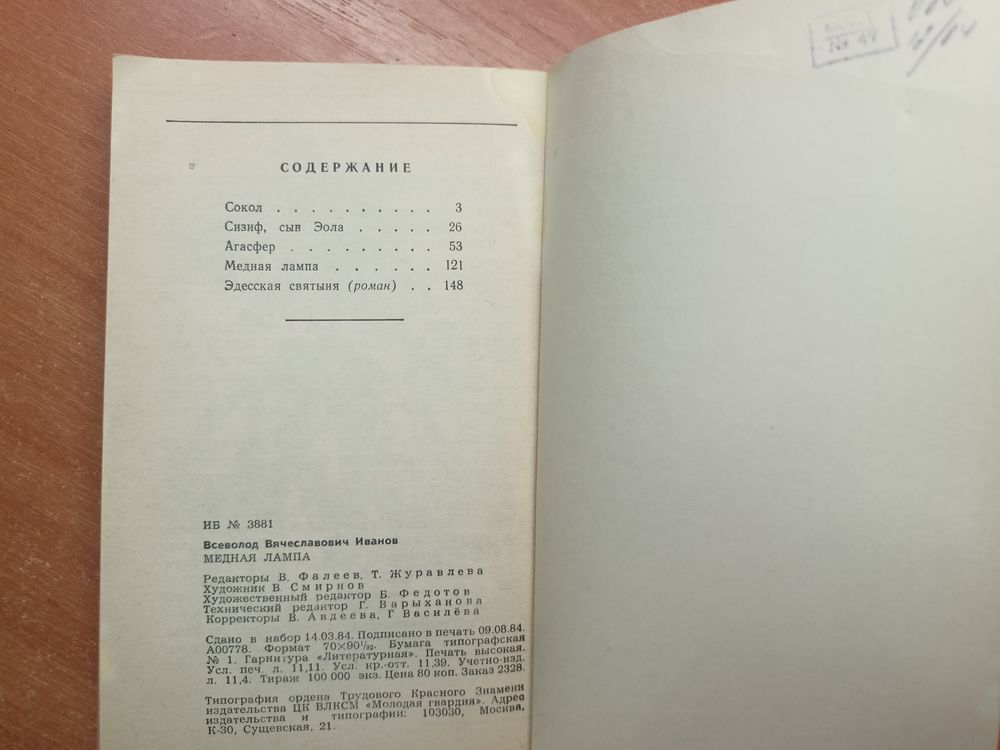 СОДЕРЖАНИЕ
Сокол . . . . . . . . . . 3
Сизиф, сын Эола . . . . . 26
Агасфер . . . . . . . . . 53
Медная лампа . . . . . . 121
Эдесская святыня (роман) . . 148
ИБ № 3881
Всеволод Вячеславович Иванов
МЕДНАЯ ЛАМПА
Редакторы В. Фалеев, Т. Журавлева
Художник В. Смирнов
Художественный редактор Б. Федотов
Технический редактор Г. Варыханова
Корректоры В. Авдеева, Г Василёва
Сдано в набор 14.03.84. Подписано в печать 09.08.84.
А00778. Формат 70×90¹/₃₂. Бумага типографская
№ 1. Гарнитура «Литературная». Печать высокая.
Усл. печ. л. 11,11. Усл. кр.-отт. 11,39. Учетно-изд.
л. 11,4. Тираж 100 000 экз. Цена 80 коп. Заказ 2328.
Типография ордена Трудового Красного Знамени
издательства ЦК ВЛКСМ «Молодая гвардия». Адрес
издательства и типографии: 103030, Москва,
К-30, Сущевская, 21.